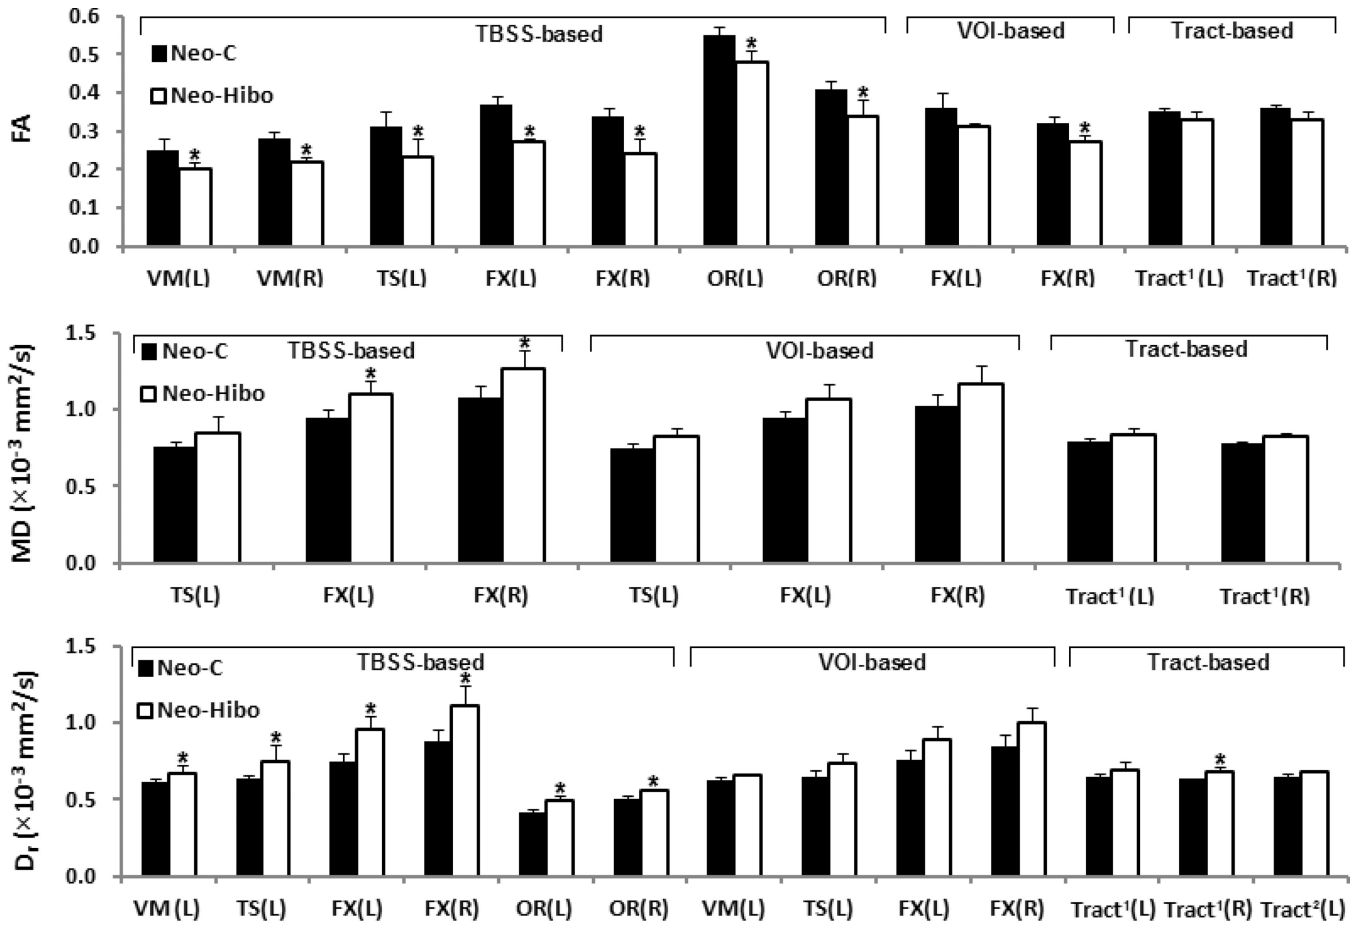 FA
0.6
0.5
0.4
0.3
0.2
0.1
0.0
TBSS-based
VOI-based
Tract-based
Neo-C
Neo-Hibo
* * * * * * * *
VM(L) VM(R) TS(L) FX(L) FX(R) OR(L) OR(R) FX(L) FX(R) Tract¹(L) Tract¹(R)
MD (×10⁻³ mm²/s)
1.5
1.0
0.5
0.0
TBSS-based
VOI-based
Tract-based
Neo-C
Neo-Hibo
* *
TS(L) FX(L) FX(R) TS(L) FX(L) FX(R) Tract¹(L) Tract¹(R)
Dᵣ (×10⁻³ mm²/s)
1.5
1.0
0.5
0.0
TBSS-based
VOI-based
Tract-based
Neo-C
Neo-Hibo
* * * * * * *
VM(L) TS(L) FX(L) FX(R) OR(L) OR(R) VM(L) TS(L) FX(L) FX(R) Tract¹(L) Tract¹(R) Tract²(L)